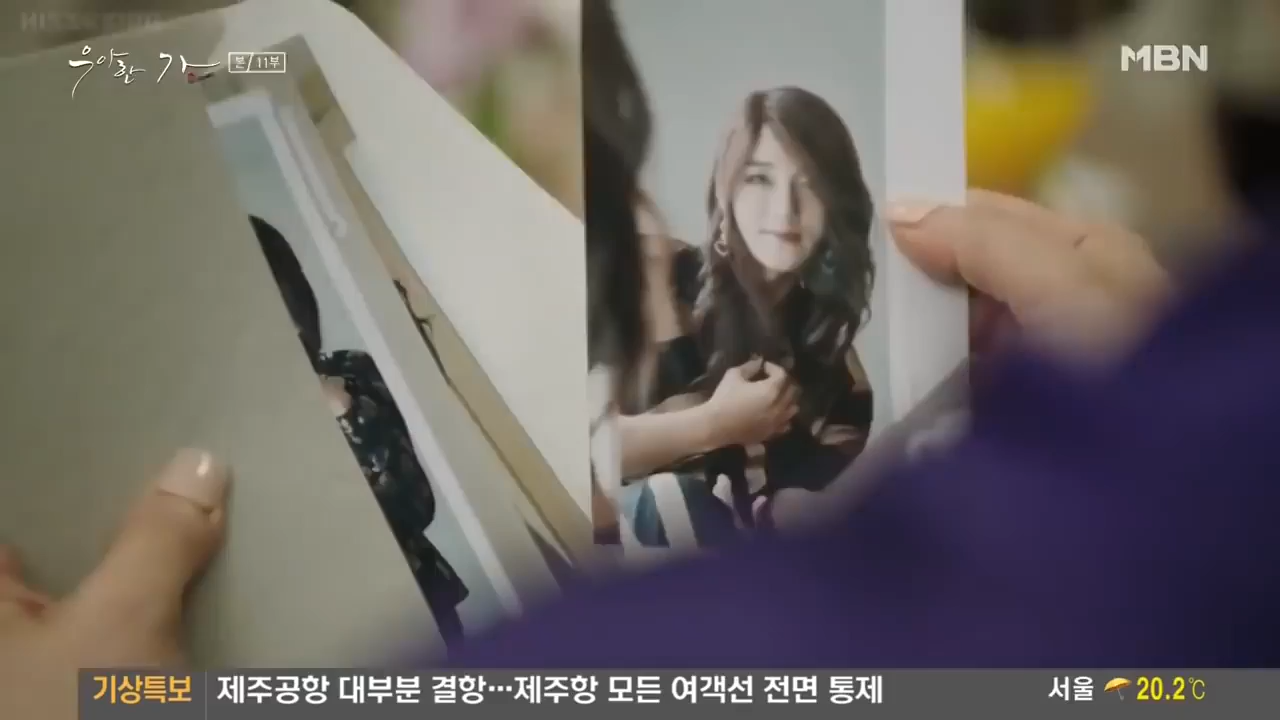 우아한 가
본/11부
MBN
기상특보 제주공항 대부분 결항…제주항 모든 여객선 전면 통제 서울 20.2℃